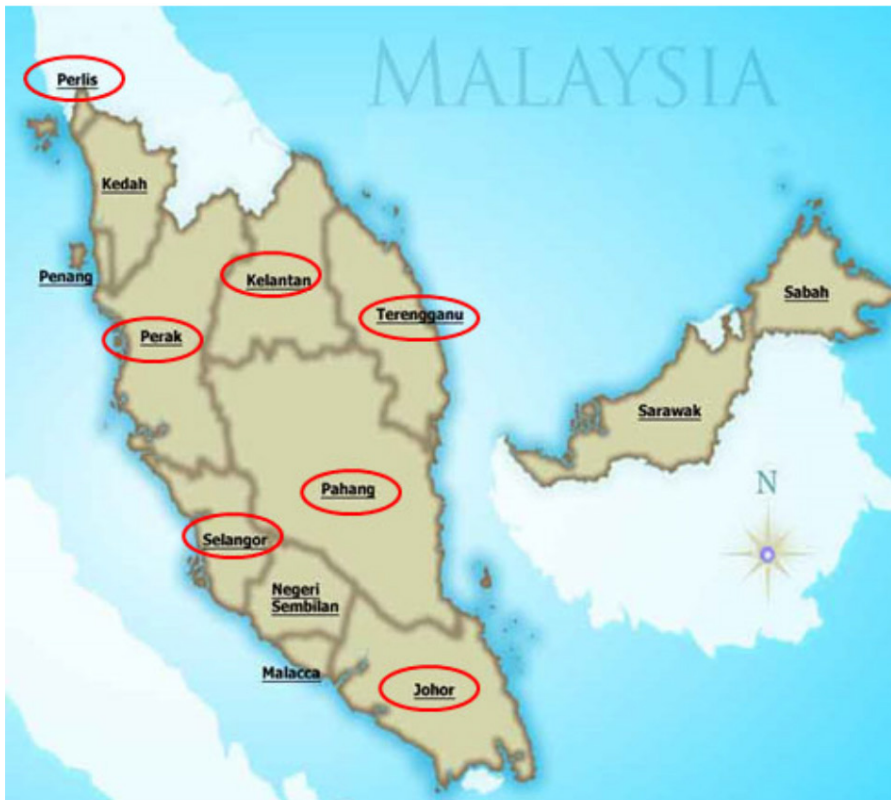 MALAYSIA
Perlis
Kedah
Penang
Kelantan
Terengganu
Perak
Sabah
Sarawak
Pahang
N
Selangor
Negeri
Sembilan
Malacca
Johor